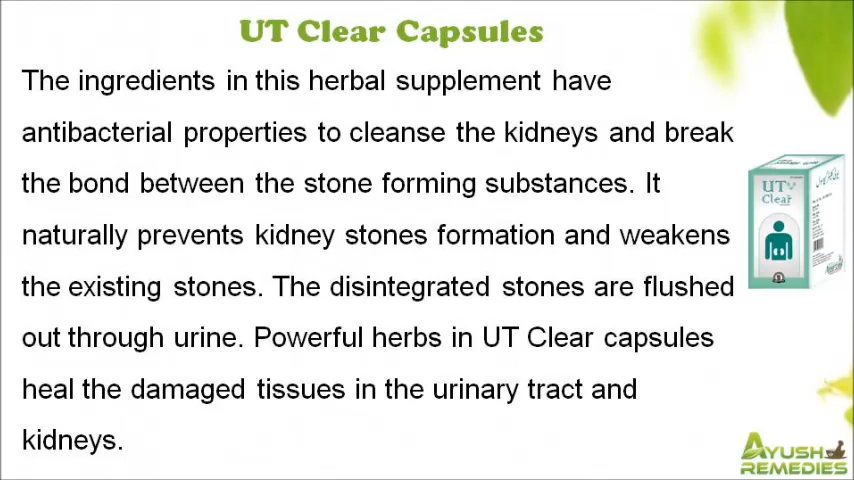 UT Clear Capsules
The ingredients in this herbal supplement have
antibacterial properties to cleanse the kidneys and break
the bond between the stone forming substances. It
naturally prevents kidney stones formation and weakens
the existing stones. The disintegrated stones are flushed
out through urine. Powerful herbs in UT Clear capsules
heal the damaged tissues in the urinary tract and
kidneys.
UT
Clear
AYUSH
REMEDIES